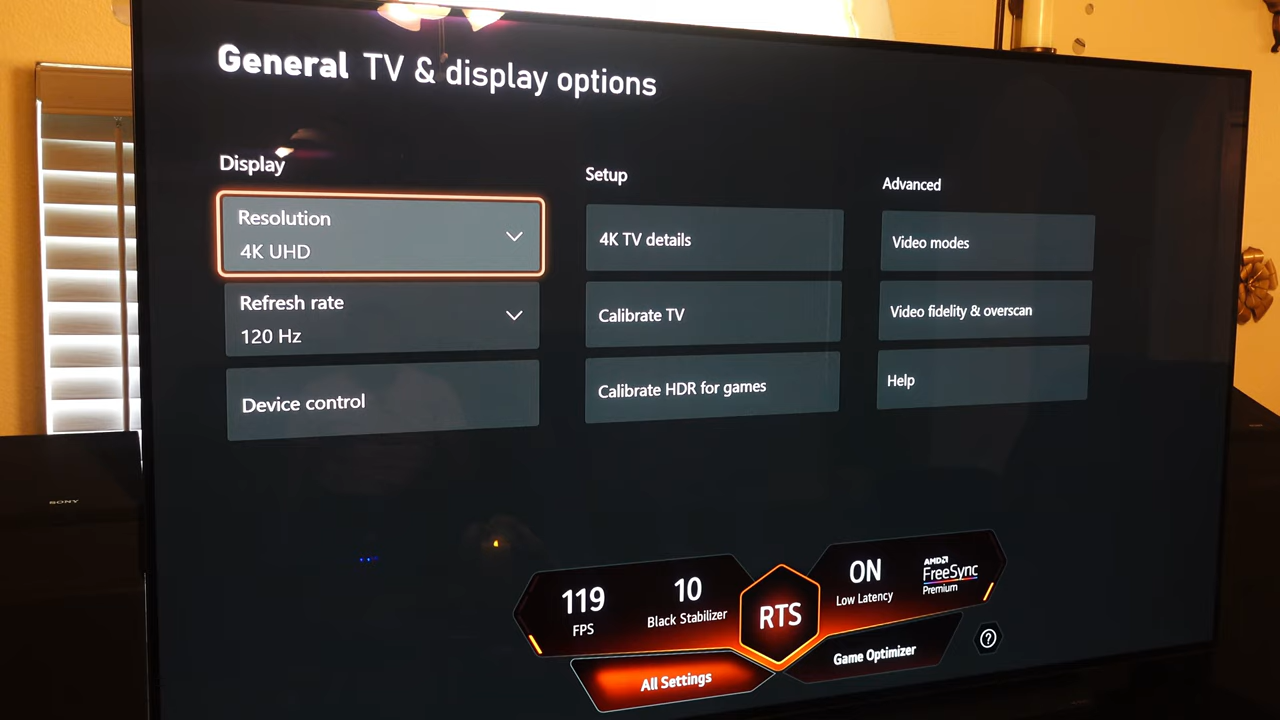 General TV & display options
Display
Resolution
4K UHD
Refresh rate
120 Hz
Device control
Setup
4K TV details
Calibrate TV
Calibrate HDR for games
Advanced
Video modes
Video fidelity & overscan
Help
SONY
119
FPS
10
Black Stabilizer
RTS
ON
Low Latency
AMD
FreeSync
Premium
All Settings
Game Optimizer
?